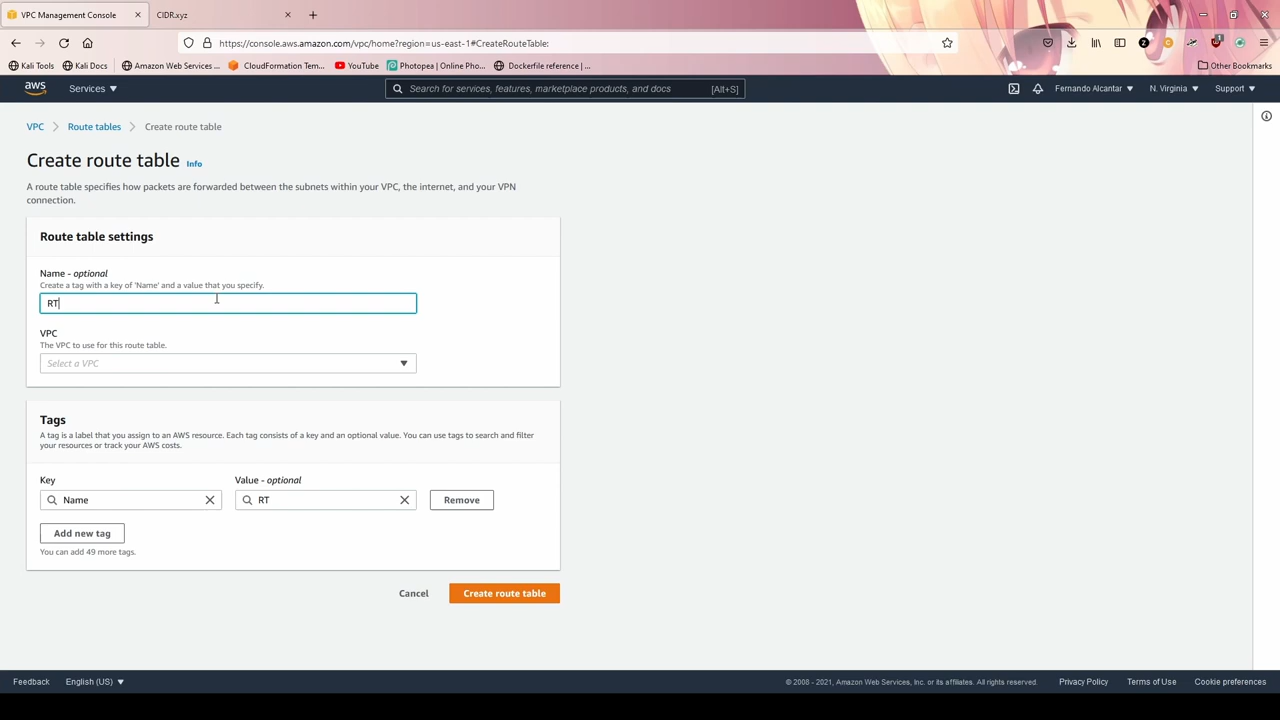 VPC Management Console
CIDR.xyz
https://console.aws.amazon.com/vpc/home?region=us-east-1#CreateRouteTable:
Kali Tools
Kali Docs
Amazon Web Services ...
CloudFormation Tem...
YouTube
Photopea | Online Pho...
Dockerfile reference | ...
Other Bookmarks
aws
Services
Search for services, features, marketplace products, and docs
[Alt+S]
Fernando Alcantar
N. Virginia
Support
VPC
Route tables
Create route table
Create route table
Info
A route table specifies how packets are forwarded between the subnets within your VPC, the internet, and your VPN
connection.
Route table settings
Name - optional
Create a tag with a key of 'Name' and a value that you specify.
RT
VPC
The VPC to use for this route table.
Select a VPC
Tags
A tag is a label that you assign to an AWS resource. Each tag consists of a key and an optional value. You can use tags to search and filter
your resources or track your AWS costs.
Key
Value - optional
Name
RT
Remove
Add new tag
You can add 49 more tags.
Cancel
Create route table
Feedback
English (US)
© 2008 - 2021, Amazon Web Services, Inc. or its affiliates. All rights reserved.
Privacy Policy
Terms of Use
Cookie preferences